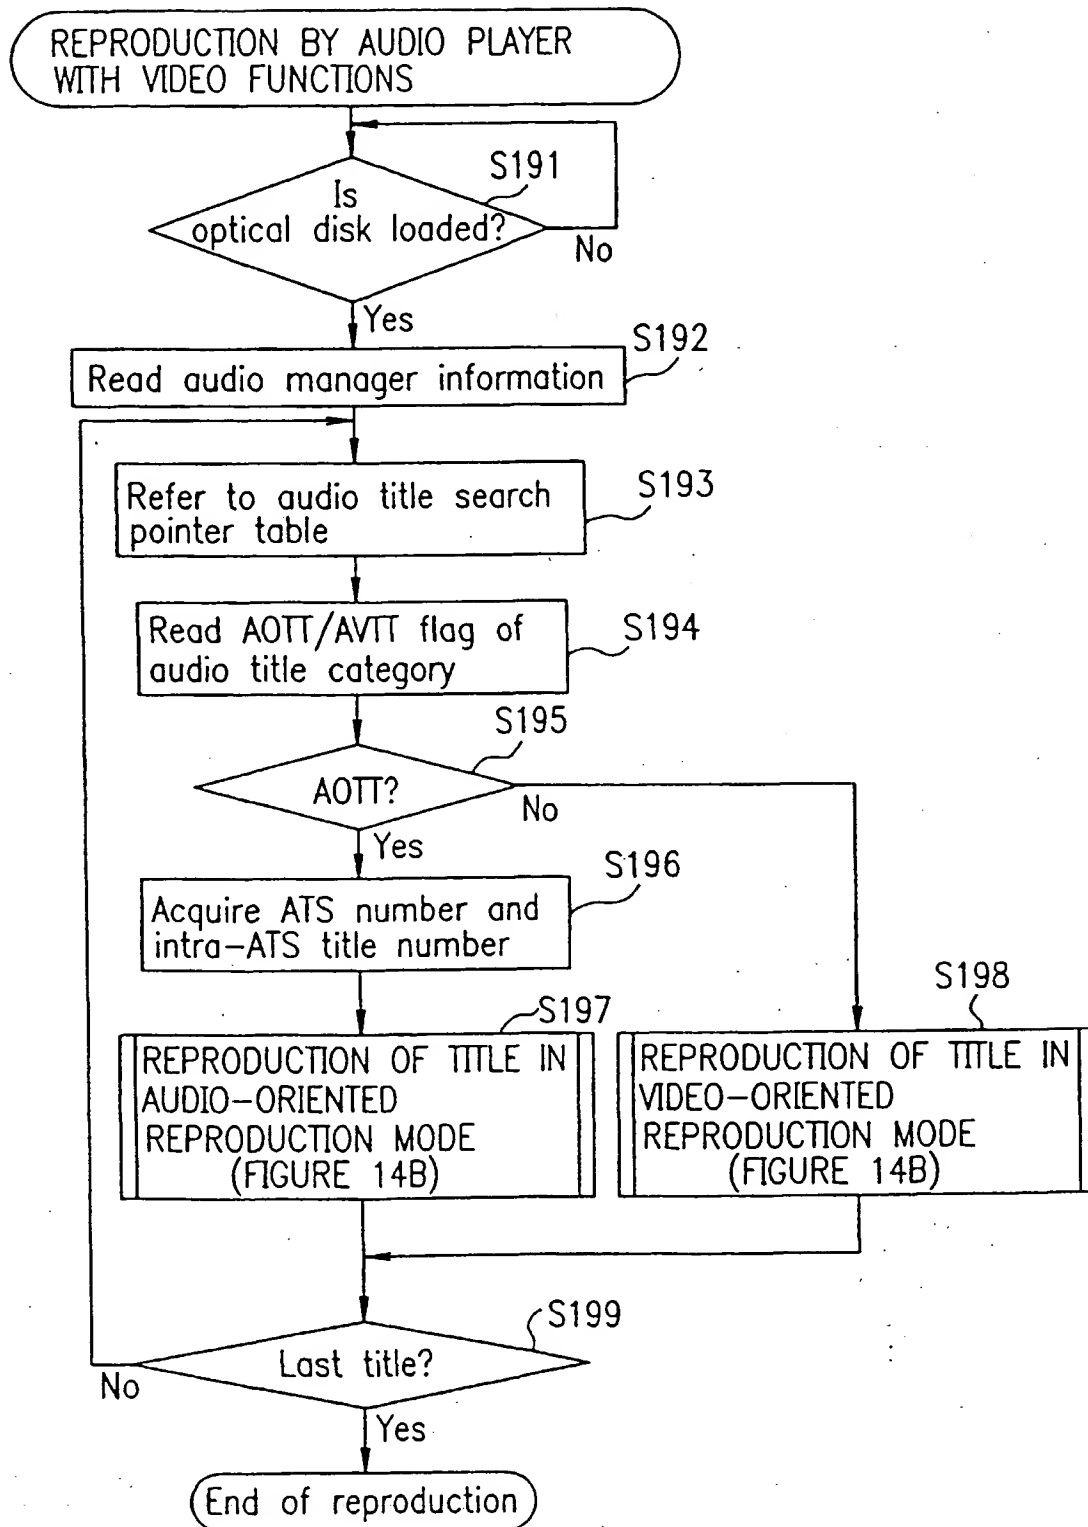 REPRODUCTION BY AUDIO PLAYER
WITH VIDEO FUNCTIONS
S191
Is
optical disk loaded?
No
Yes
S192
Read audio manager information
S193
Refer to audio title search
pointer table
S194
Read AOTT/AVTT flag of
audio title category
S195
AOTT?
No
Yes
S196
Acquire ATS number and
intra-ATS title number
S197
REPRODUCTION OF TITLE IN
AUDIO-ORIENTED
REPRODUCTION MODE
(FIGURE 14B)
S198
REPRODUCTION OF TITLE IN
VIDEO-ORIENTED
REPRODUCTION MODE
(FIGURE 14B)
S199
Last title?
No
Yes
End of reproduction